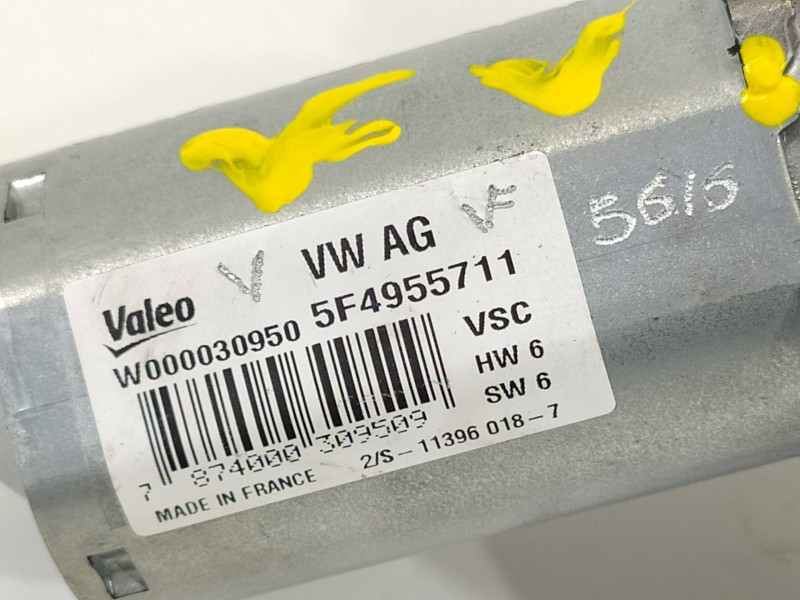 5616
V VW AG VF
Valeo
W000030950 5F4955711
VSC
HW 6
SW 6
7 874000 309509
2/S - 11396 018 - 7
MADE IN FRANCE